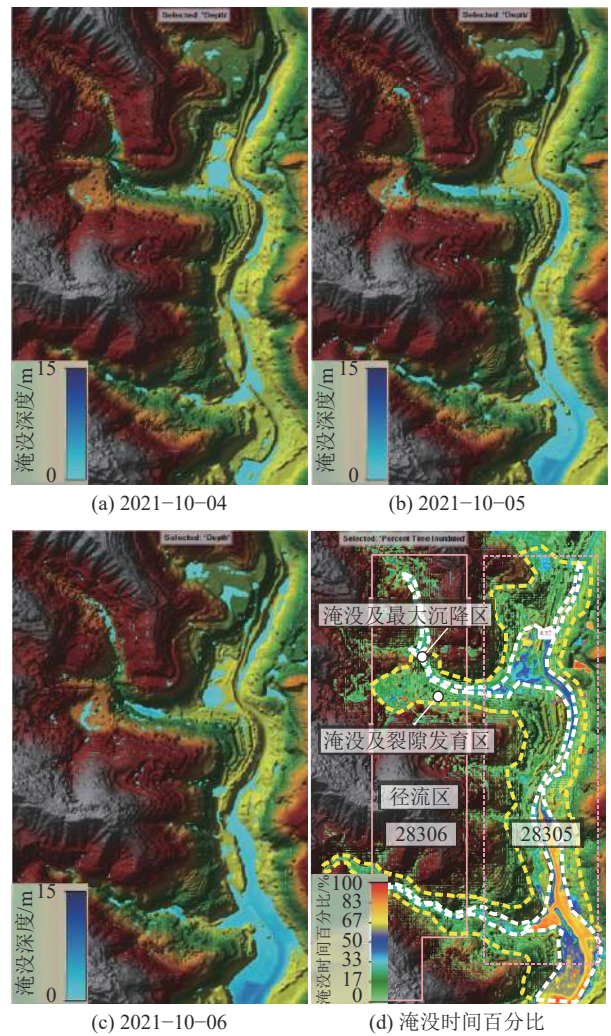 Selected: "Depth"
Selected: "Depth"
淹没深度/m
15
0
淹没深度/m
15
0
(a) 2021−10−04
(b) 2021−10−05
Selected: "Depth"
Selected: "Percent Time Inundated
淹没及最大沉降区
淹没及裂隙发育区
径流区
28306
28305
淹没深度/m
15
0
淹没时间百分比/%
100
83
67
50
33
17
0
(c) 2021−10−06
(d) 淹没时间百分比